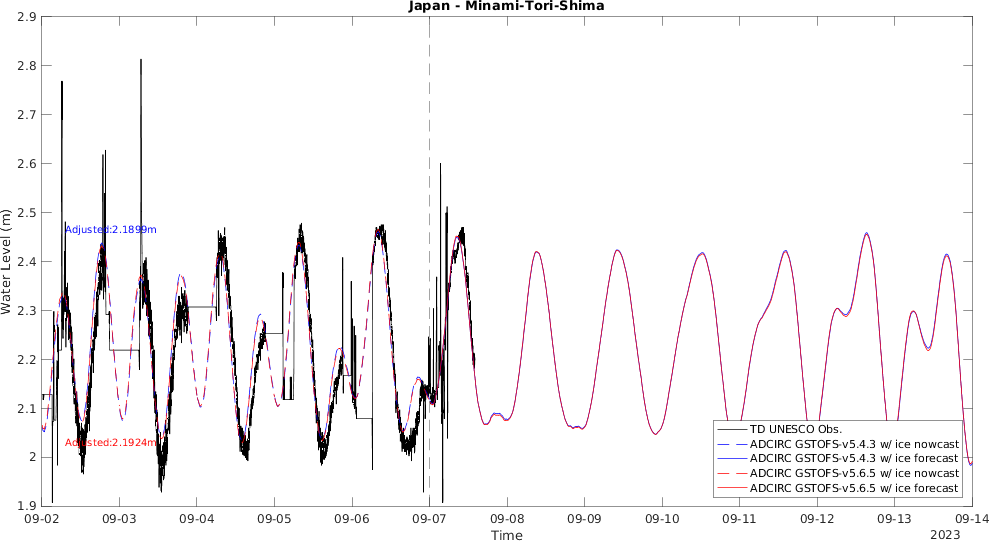 Japan - Minami-Tori-Shima
2.9
2.8
2.7
2.6
2.5
2.4
2.3
2.2
2.1
2
1.9
Water Level (m)
Adjusted:2.1899m
Adjusted:2.1924m
TD UNESCO Obs.
ADCIRC GSTOFS-v5.4.3 w/ ice nowcast
ADCIRC GSTOFS-v5.4.3 w/ ice forecast
ADCIRC GSTOFS-v5.6.5 w/ ice nowcast
ADCIRC GSTOFS-v5.6.5 w/ ice forecast
09-02 09-03 09-04 09-05 09-06 09-07 09-08 09-09 09-10 09-11 09-12 09-13 09-14
Time
2023